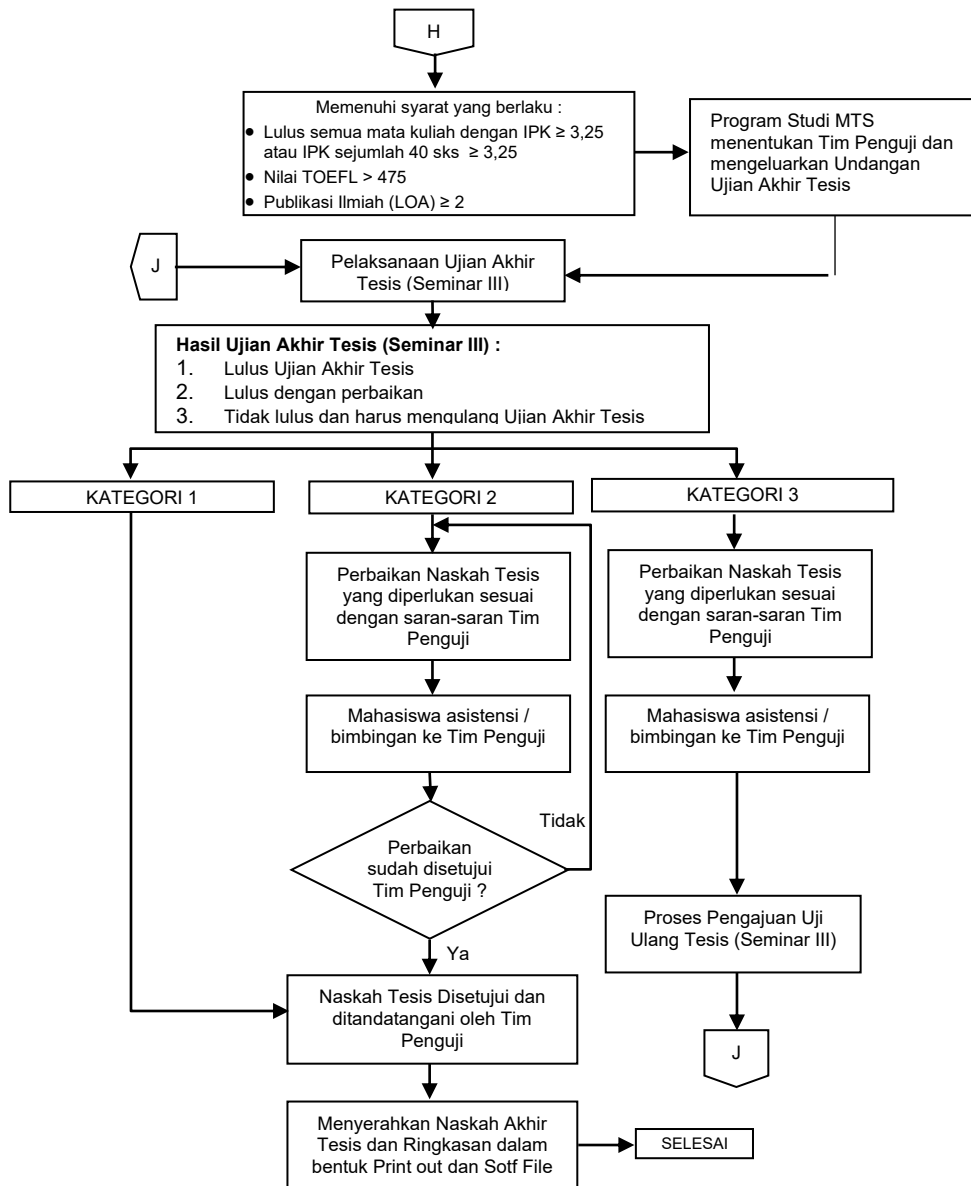 H
Memenuhi syarat yang berlaku :
• Lulus semua mata kuliah dengan IPK ≥ 3,25
atau IPK sejumlah 40 sks ≥ 3,25
• Nilai TOEFL > 475
• Publikasi Ilmiah (LOA) ≥ 2
Program Studi MTS
menentukan Tim Penguji dan
mengeluarkan Undangan
Ujian Akhir Tesis
J
Pelaksanaan Ujian Akhir
Tesis (Seminar III)
Hasil Ujian Akhir Tesis (Seminar III) :
1. Lulus Ujian Akhir Tesis
2. Lulus dengan perbaikan
3. Tidak lulus dan harus mengulang Ujian Akhir Tesis
KATEGORI 1
KATEGORI 2
KATEGORI 3
Perbaikan Naskah Tesis
yang diperlukan sesuai
dengan saran-saran Tim
Penguji
Perbaikan Naskah Tesis
yang diperlukan sesuai
dengan saran-saran Tim
Penguji
Mahasiswa asistensi /
bimbingan ke Tim Penguji
Mahasiswa asistensi /
bimbingan ke Tim Penguji
Tidak
Perbaikan
sudah disetujui
Tim Penguji ?
Ya
Proses Pengajuan Uji
Ulang Tesis (Seminar III)
Naskah Tesis Disetujui dan
ditandatangani oleh Tim
Penguji
J
Menyerahkan Naskah Akhir
Tesis dan Ringkasan dalam
bentuk Print out dan Sotf File
SELESAI